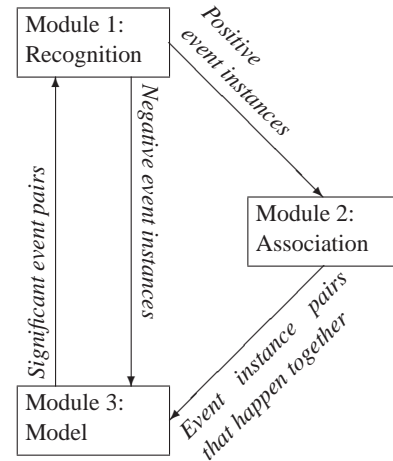 Module 1:
Recognition
Positive
event instances
Negative event instances
Significant event pairs
Module 2:
Association
Event instance pairs
that happen together
Module 3:
Model